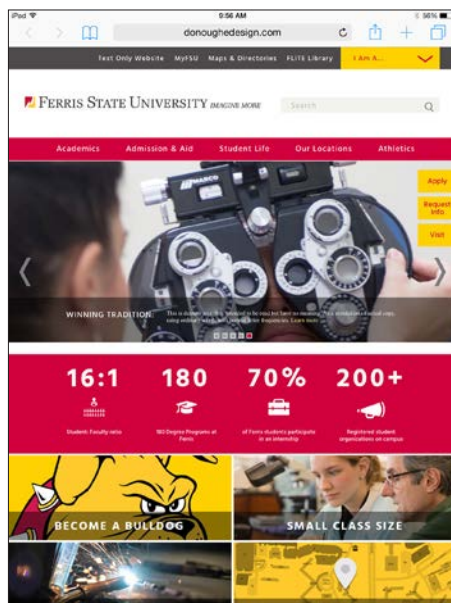 iPad
9:56 AM
56%
donoughedesign.com
Text Only Website MyFSU Maps & Directories FLITE Library I Am A...
FERRIS STATE UNIVERSITY IMAGINE MORE
Search
Academics Admission & Aid Student Life Our Locations Athletics
Apply
Request
Info
Visit
MARCO
WINNING TRADITION
16:1 180 70% 200+
Student: Faculty ratio
180 Degree Programs at
Ferris
of Ferris students participate
in an internship
Registered student
organizations on campus
BECOME A BULLDOG
SMALL CLASS SIZE